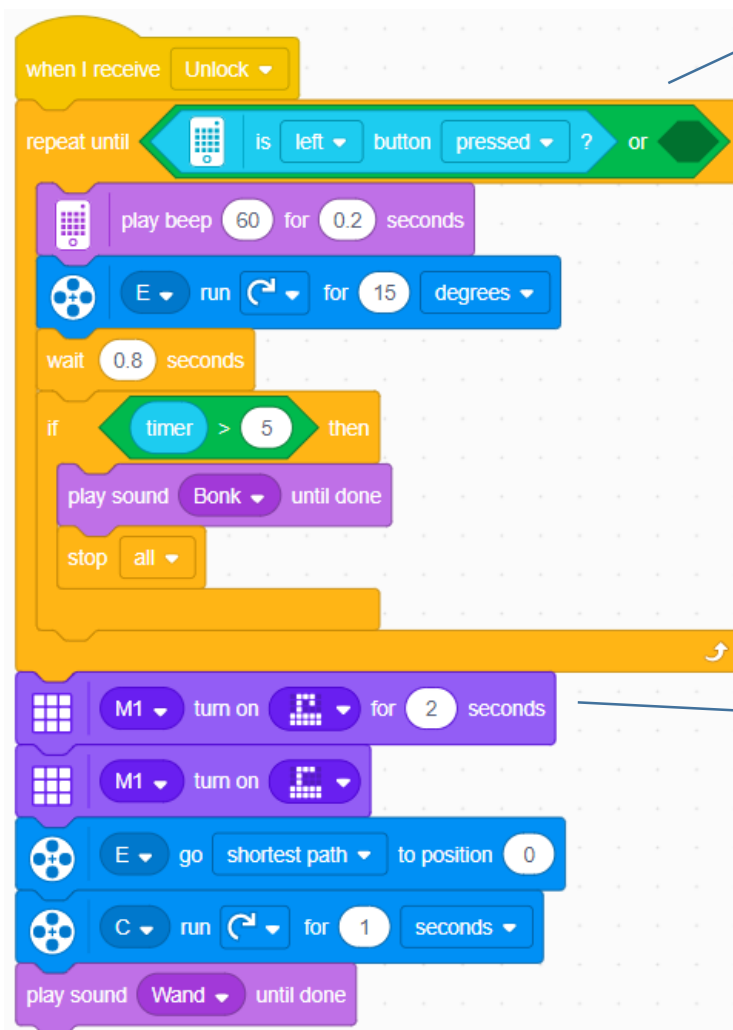 when I receive Unlock
repeat until is left button pressed ? or
play beep 60 for 0.2 seconds
E run for 15 degrees
wait 0.8 seconds
if timer > 5 then
play sound Bonk until done
stop all
M1 turn on for 2 seconds
M1 turn on
E go shortest path to position 0
C run for 1 seconds
play sound Wand until done